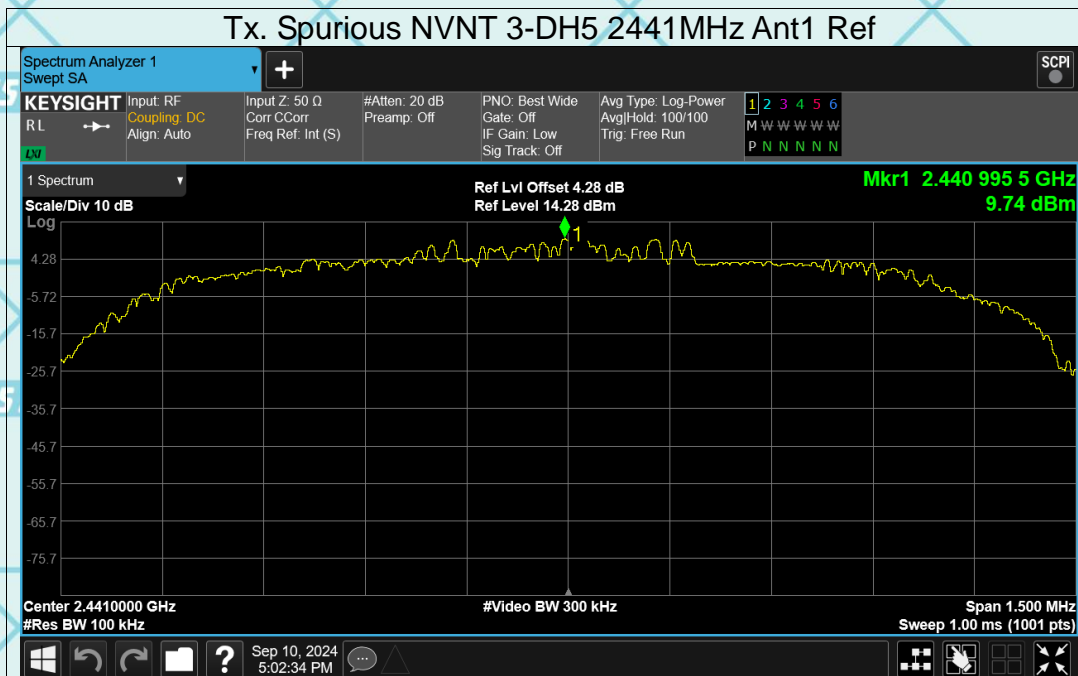 Tx. Spurious NVNT 3-DH5 2441MHz Ant1 Ref
Spectrum Analyzer 1
Swept SA
+
SCPI
KEYSIGHT
R L
LXI
Input: RF
Coupling: DC
Align: Auto
Input Z: 50 Ω
Corr CCorr
Freq Ref: Int (S)
#Atten: 20 dB
Preamp: Off
PNO: Best Wide
Gate: Off
IF Gain: Low
Sig Track: Off
Avg Type: Log-Power
Avg|Hold: 100/100
Trig: Free Run
1 2 3 4 5 6
M W W W W W
P N N N N N
1 Spectrum
Scale/Div 10 dB
Ref Lvl Offset 4.28 dB
Ref Level 14.28 dBm
Mkr1 2.440 995 5 GHz
9.74 dBm
Log
1
4.28
-5.72
-15.7
-25.7
-35.7
-45.7
-55.7
-65.7
-75.7
Center 2.4410000 GHz
#Res BW 100 kHz
#Video BW 300 kHz
Span 1.500 MHz
Sweep 1.00 ms (1001 pts)
?
Sep 10, 2024
5:02:34 PM